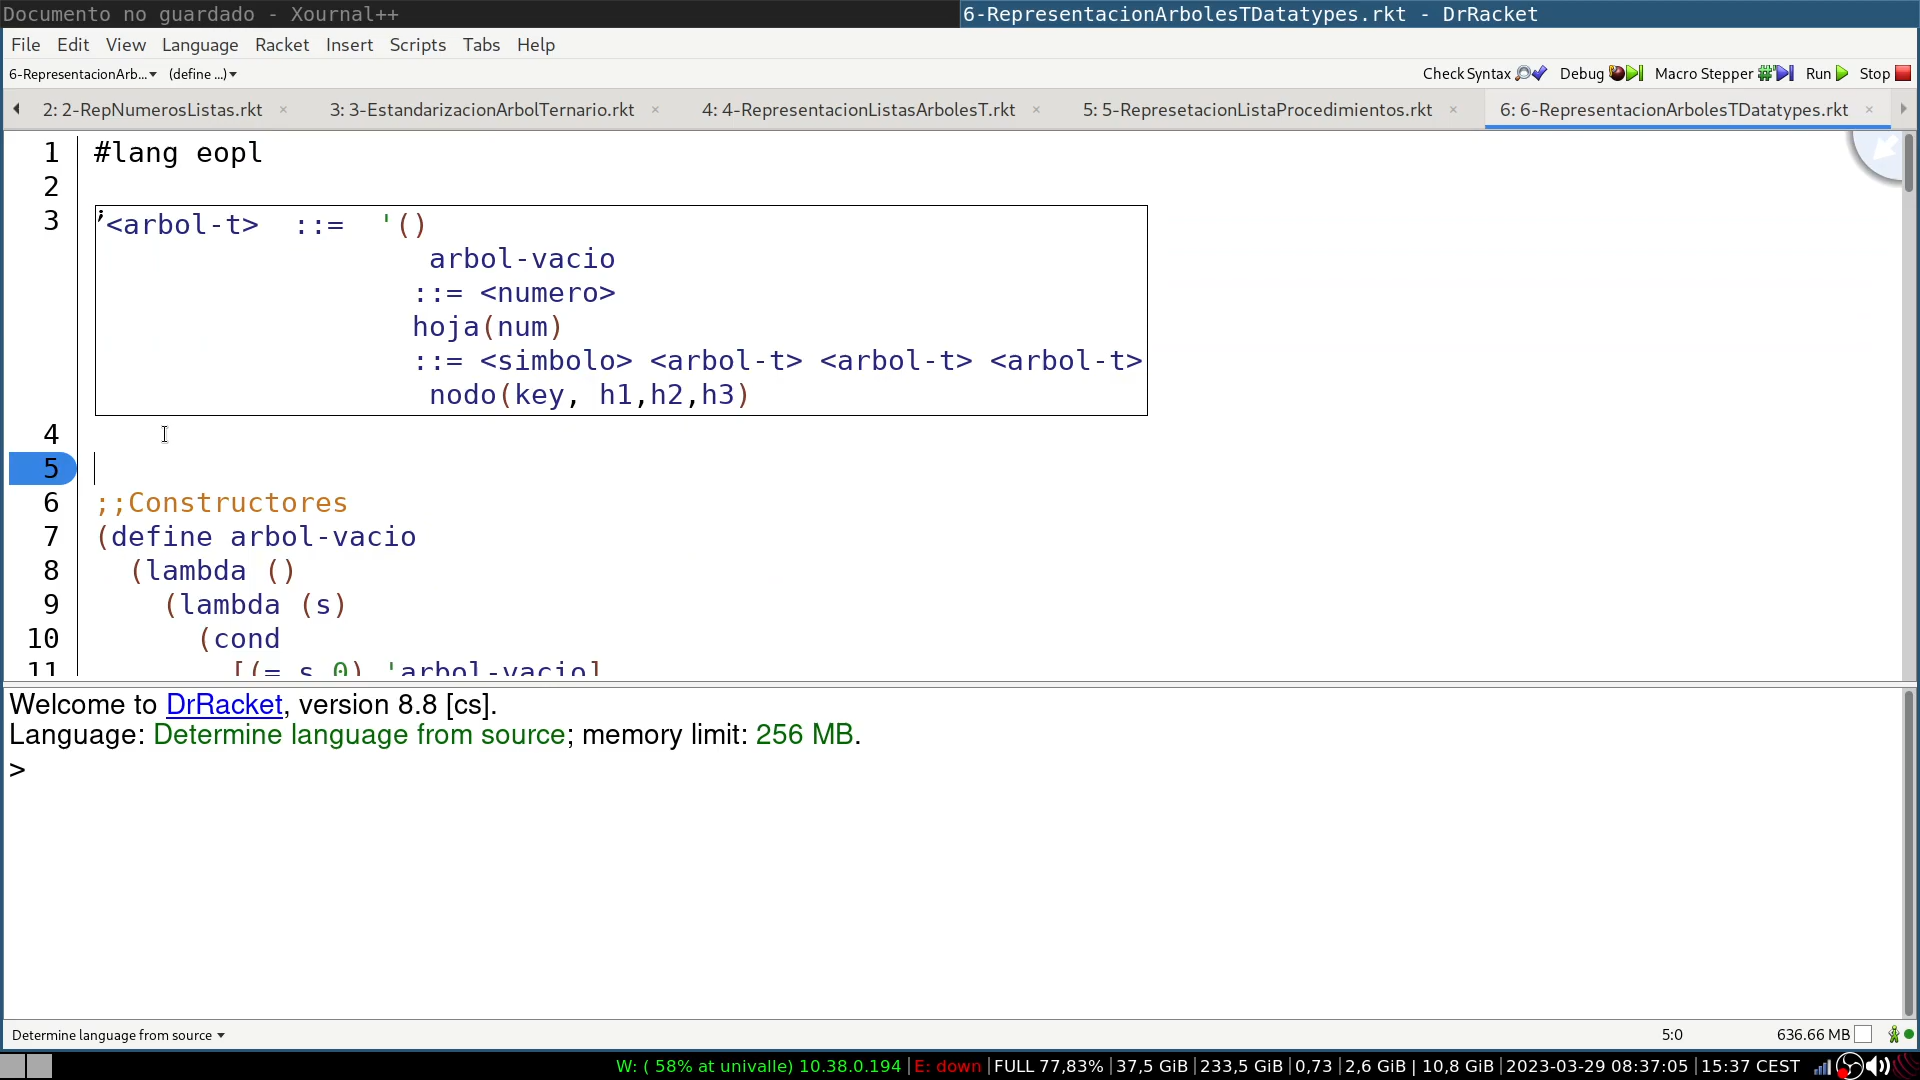 Documento no guardado - Xournal++
6-RepresentacionArbolesTDatatypes.rkt - DrRacket
File Edit View Language Racket Insert Scripts Tabs Help
6-RepresentacionArb... (define ...) Check Syntax Debug Macro Stepper Run Stop
2: 2-RepNumerosListas.rkt 3: 3-EstandarizacionArbolTernario.rkt 4: 4-RepresentacionListasArbolesT.rkt 5: 5-RepresetacionListaProcedimientos.rkt 6: 6-RepresentacionArbolesTDatatypes.rkt
1 #lang eopl
2
3 ;<arbol-t> ::= '()
arbol-vacio
::= <numero>
hoja(num)
::= <simbolo> <arbol-t> <arbol-t> <arbol-t>
nodo(key, h1,h2,h3)
4
5
6 ;;Constructores
7 (define arbol-vacio
8 (lambda ()
9 (lambda (s)
10 (cond
11 [(= s 0) 'arbol-vacio]
Welcome to DrRacket, version 8.8 [cs].
Language: Determine language from source; memory limit: 256 MB.
>
Determine language from source 5:0 636.66 MB
W: ( 58% at univalle) 10.38.0.194 |E: down |FULL 77,83% |37,5 GiB |233,5 GiB |0,73 |2,6 GiB | 10,8 GiB |2023-03-29 08:37:05 |15:37 CEST